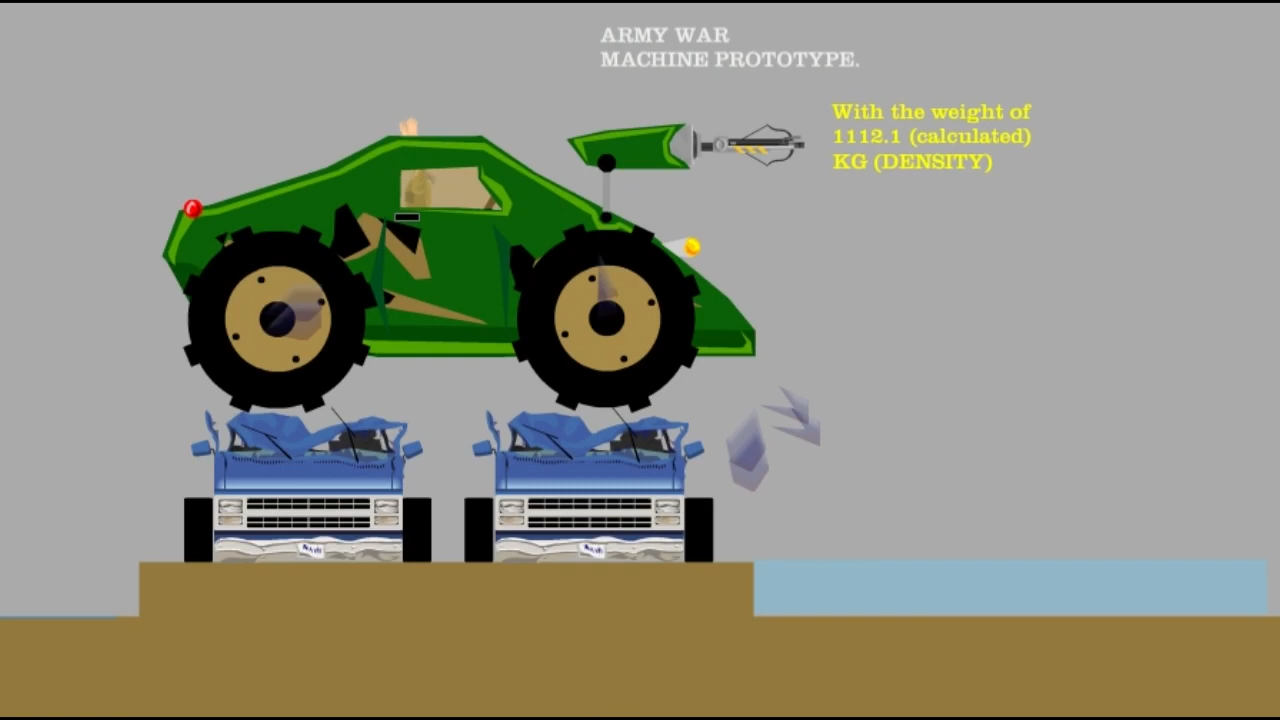 ARMY WAR
MACHINE PROTOTYPE.
With the weight of
1112.1 (calculated)
KG (DENSITY)